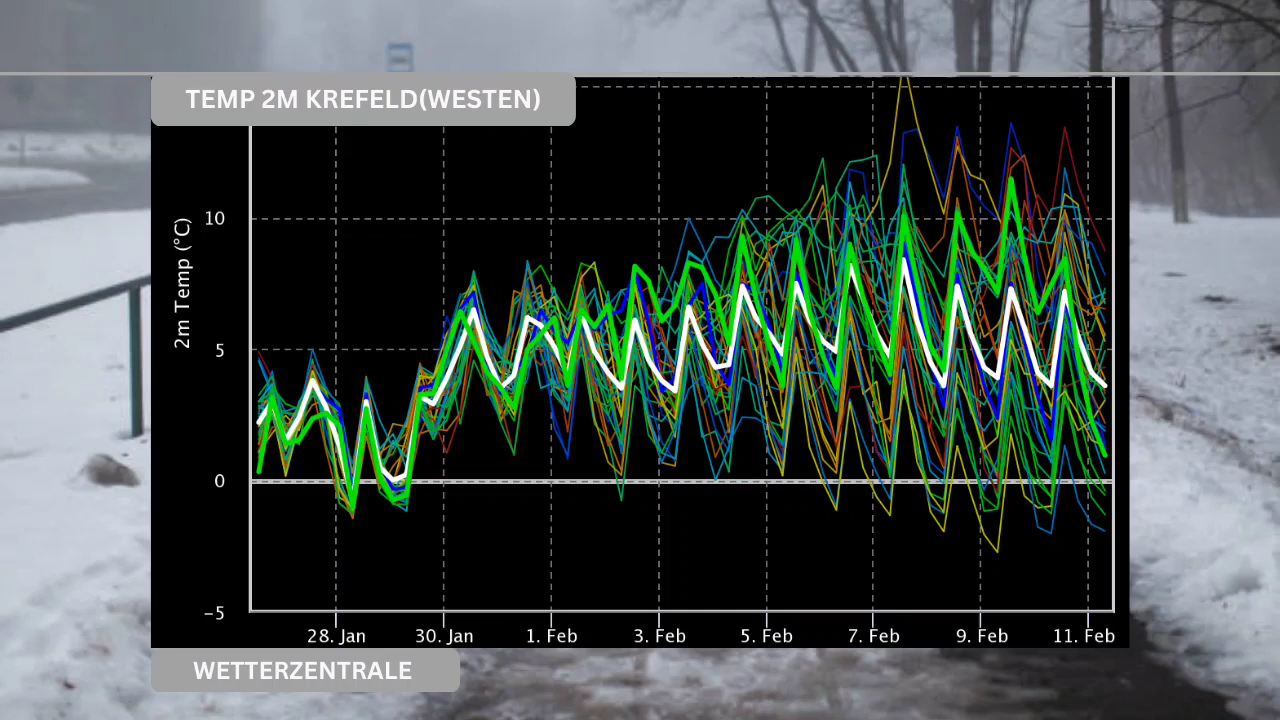 TEMP 2M KREFELD(WESTEN)
2m Temp (°C)
10
5
0
−5
28. Jan
30. Jan
1. Feb
3. Feb
5. Feb
7. Feb
9. Feb
11. Feb
WETTERZENTRALE